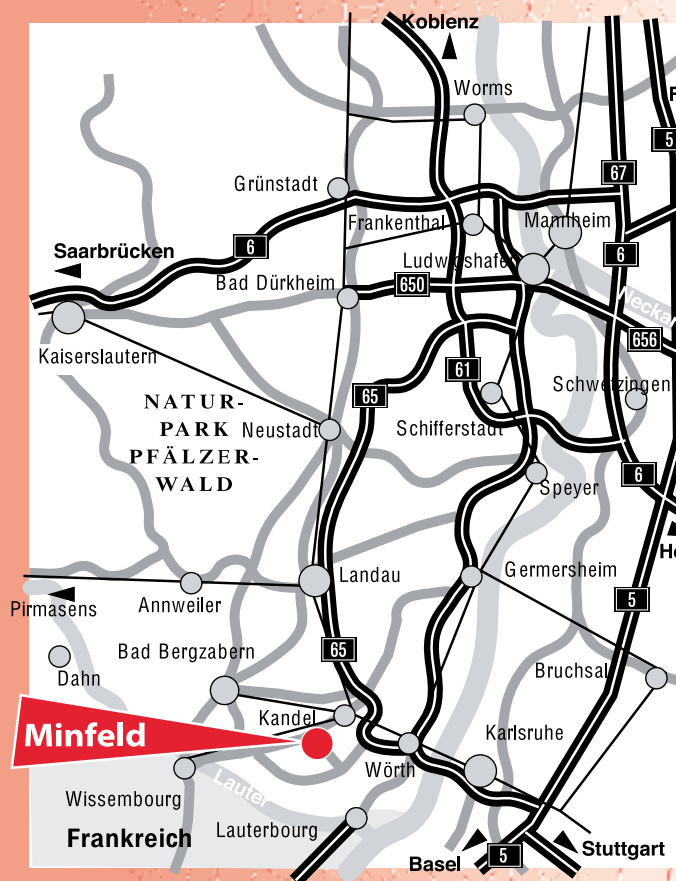 Koblenz
Worms
F
5
67
Grünstadt
Frankenthal
Mannheim
6
Saarbrücken
6
Ludwigshafen
Bad Dürkheim
650
Neckar
656
Kaiserslautern
61
65
Schwetzingen
NATUR-
PARK
PFÄLZER-
WALD
Neustadt
Schifferstadt
6
Speyer
He
Landau
Germersheim
Annweiler
5
Pirmasens
65
Bad Bergzabern
Dahn
Bruchsal
Kandel
Minfeld
Karlsruhe
Wörth
Wissembourg
Lauter
Frankreich
Lauterbourg
Basel
5
Stuttgart